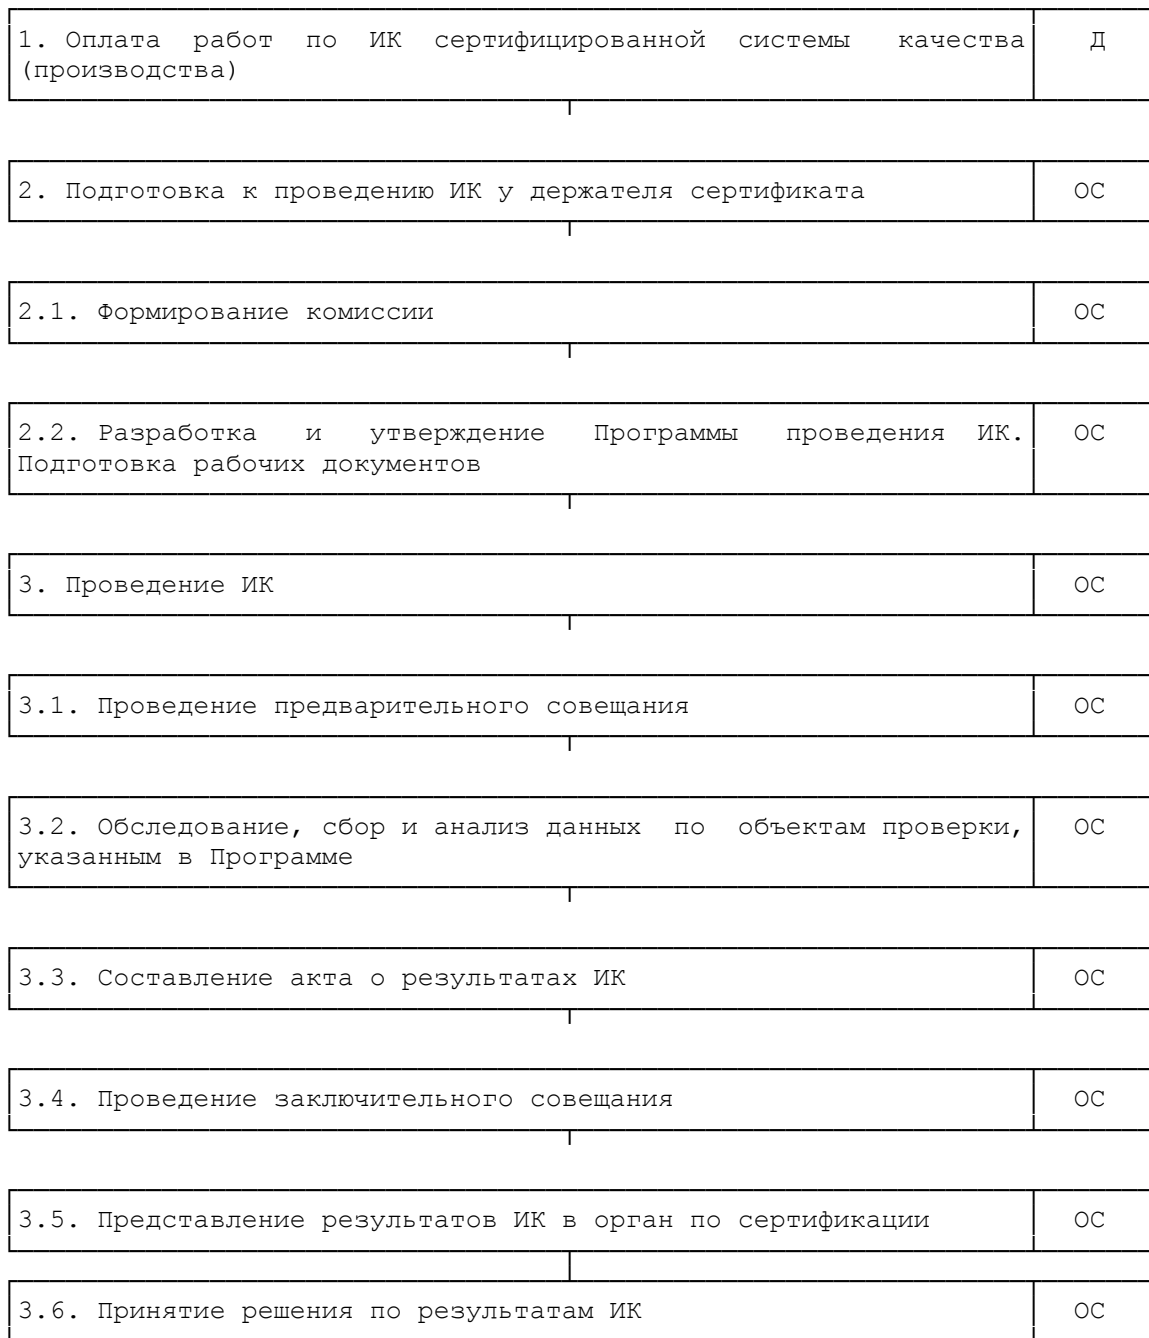 1. Оплата работ по ИК сертифицированной системы качества Д
(производства)
2. Подготовка к проведению ИК у держателя сертификата ОС
2.1. Формирование комиссии ОС
2.2. Разработка и утверждение Программы проведения ИК. ОС
Подготовка рабочих документов
3. Проведение ИК ОС
3.1. Проведение предварительного совещания ОС
3.2. Обследование, сбор и анализ данных по объектам проверки, ОС
указанным в Программе
3.3. Составление акта о результатах ИК ОС
3.4. Проведение заключительного совещания ОС
3.5. Представление результатов ИК в орган по сертификации ОС
3.6. Принятие решения по результатам ИК ОС